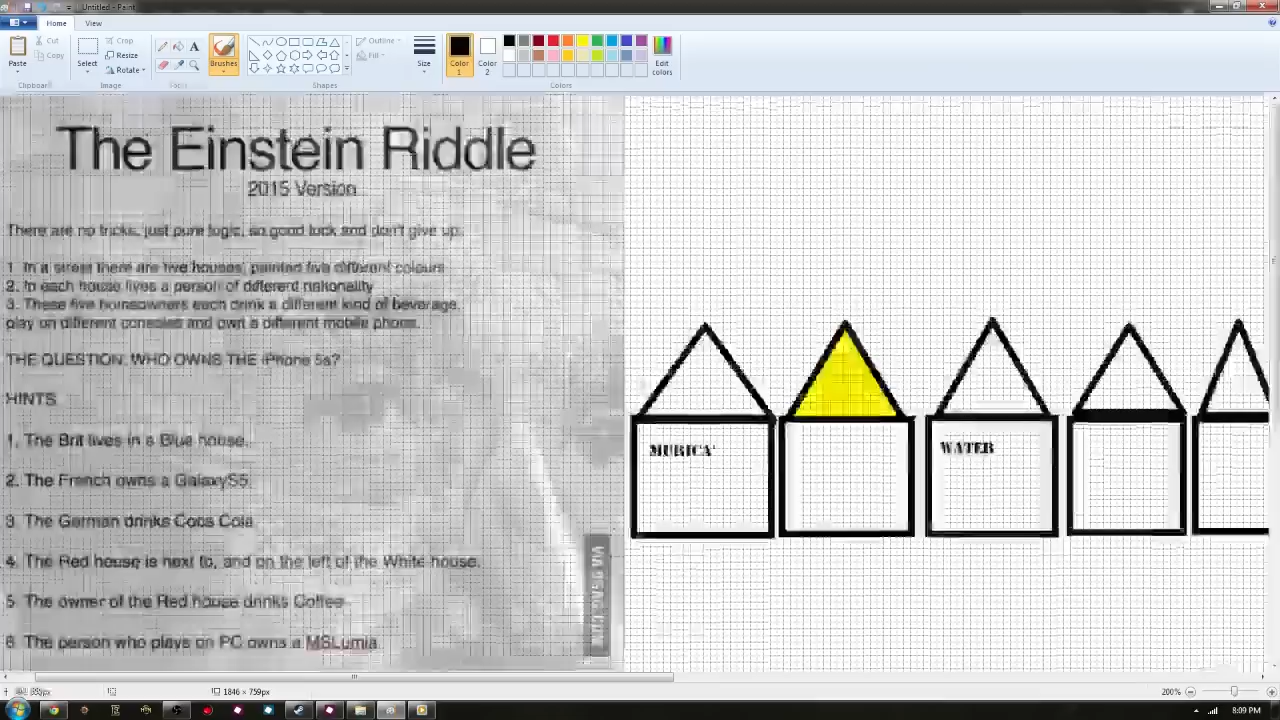 Untitled - Paint
Home View
Paste
Cut
Copy
Clipboard
Select
Crop
Resize
Rotate
Image
Brushes
Shapes
Outline
Fill
Size
Color 1
Color 2
Edit colors
Colors
The Einstein Riddle
2015 Version
There are no tricks, just pure logic, so good luck and don't give up.
1. In a street there are five houses, painted five different colours
2. In each house lives a person of different nationality
3. These five homeowners each drink a different kind of beverage,
play on different consoles and own a different mobile phone.
THE QUESTION: WHO OWNS THE iPhone 5s?
HINTS
1. The Brit lives in a Blue house.
2. The French owns a GalaxyS5.
3. The German drinks Coca Cola
4. The Red house is next to, and on the left of the White house.
5. The owner of the Red house drinks Coffee
6. The person who plays on PC owns a MSLumia
VIA 9GAG.COM
MURICA'
WATER
1846 × 759px
200%
8:09 PM